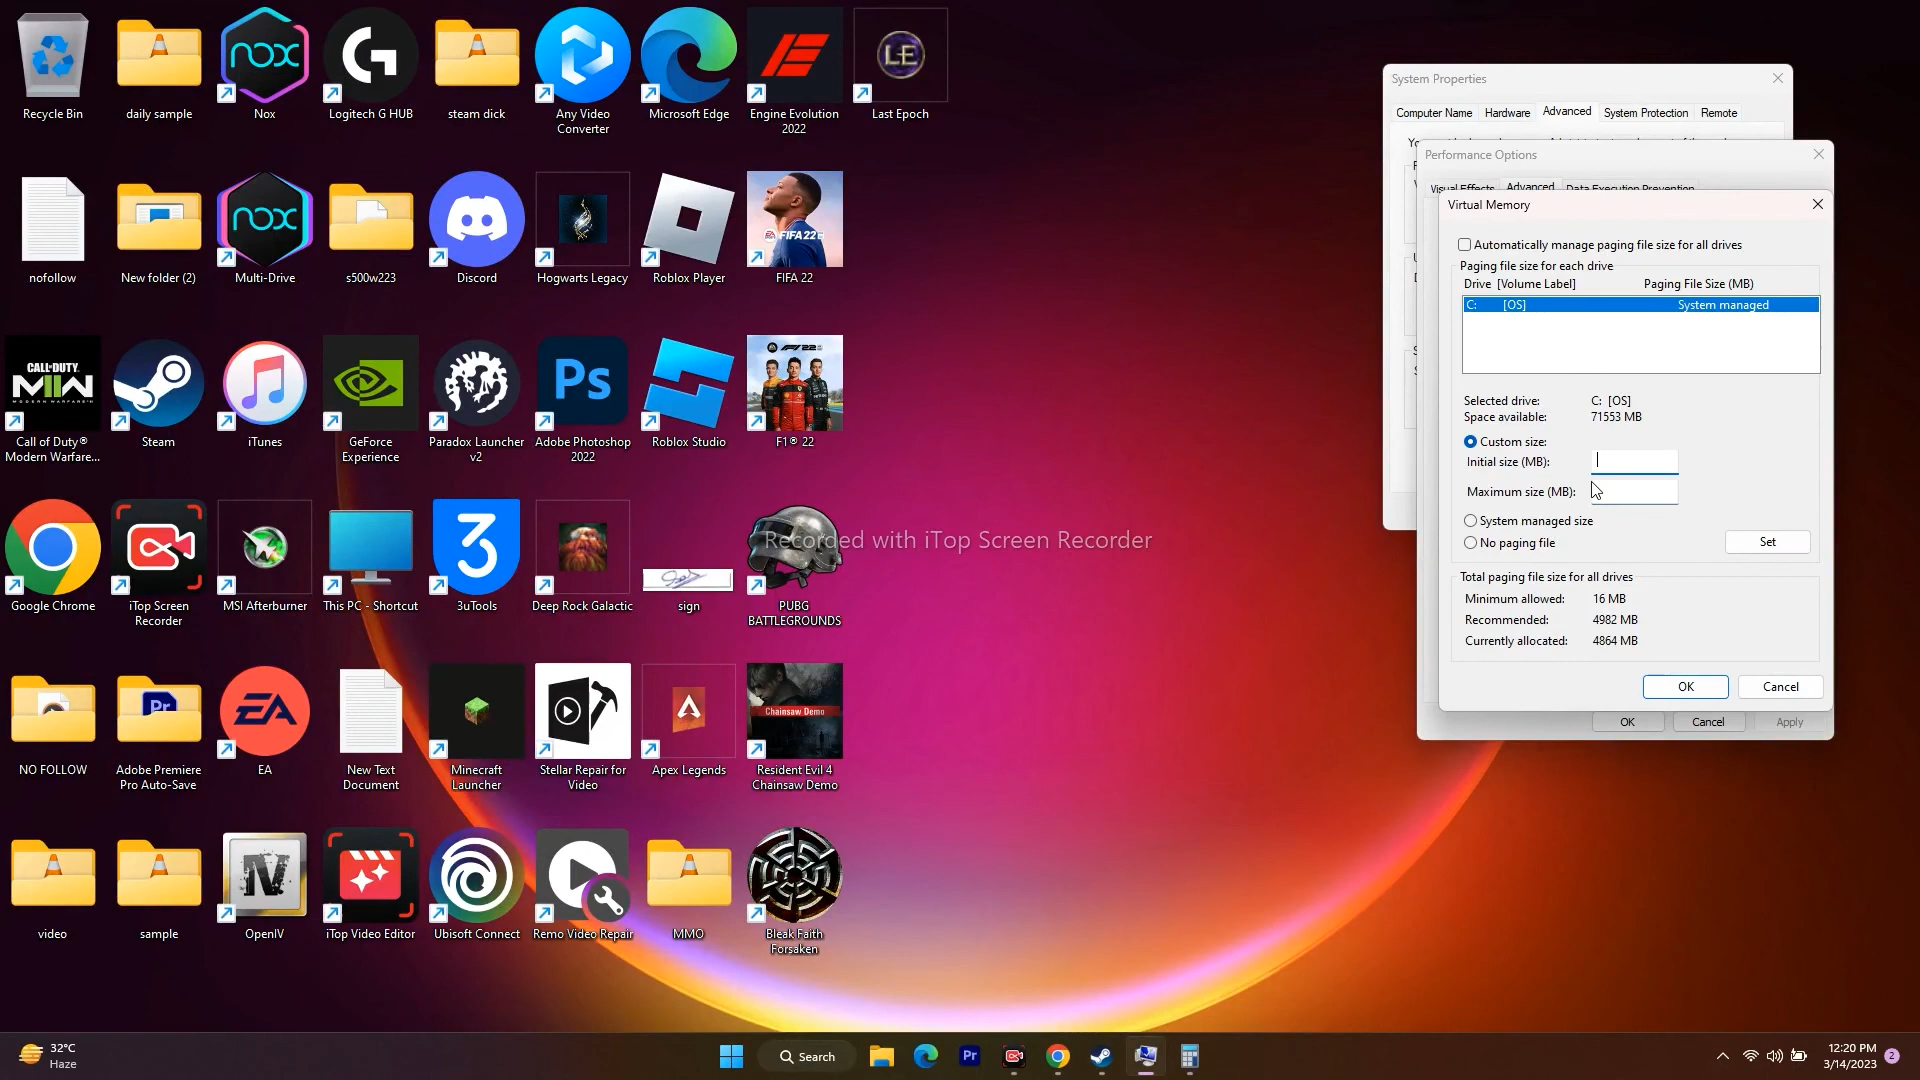 Recycle Bin
daily sample
Nox
Logitech G HUB
steam dick
Any Video
Converter
Microsoft Edge
Engine Evolution
2022
Last Epoch
nofollow
New folder (2)
Multi-Drive
s500w223
Discord
Hogwarts Legacy
Roblox Player
FIFA 22
Call of Duty®
Modern Warfare...
Steam
iTunes
GeForce
Experience
Paradox Launcher
v2
Adobe Photoshop
2022
Roblox Studio
F1® 22
Google Chrome
iTop Screen
Recorder
MSI Afterburner
This PC - Shortcut
3uTools
Deep Rock Galactic
sign
PUBG
BATTLEGROUNDS
NO FOLLOW
Adobe Premiere
Pro Auto-Save
EA
New Text
Document
Minecraft
Launcher
Stellar Repair for
Video
Apex Legends
Resident Evil 4
Chainsaw Demo
video
sample
OpenIV
iTop Video Editor
Ubisoft Connect
Remo Video Repair
MMO
Bleak Faith
Forsaken
Recorded with iTop Screen Recorder
System Properties
Computer Name Hardware Advanced System Protection Remote
Performance Options
Visual Effects Advanced Data Execution Prevention
Virtual Memory
Automatically manage paging file size for all drives
Paging file size for each drive
Drive [Volume Label] Paging File Size (MB)
C: [OS] System managed
Selected drive: C: [OS]
Space available: 71553 MB
Custom size:
Initial size (MB):
Maximum size (MB):
System managed size
No paging file
Set
Total paging file size for all drives
Minimum allowed: 16 MB
Recommended: 4982 MB
Currently allocated: 4864 MB
OK Cancel
OK Cancel Apply
32°C
Haze
Search
12:20 PM
3/14/2023
2